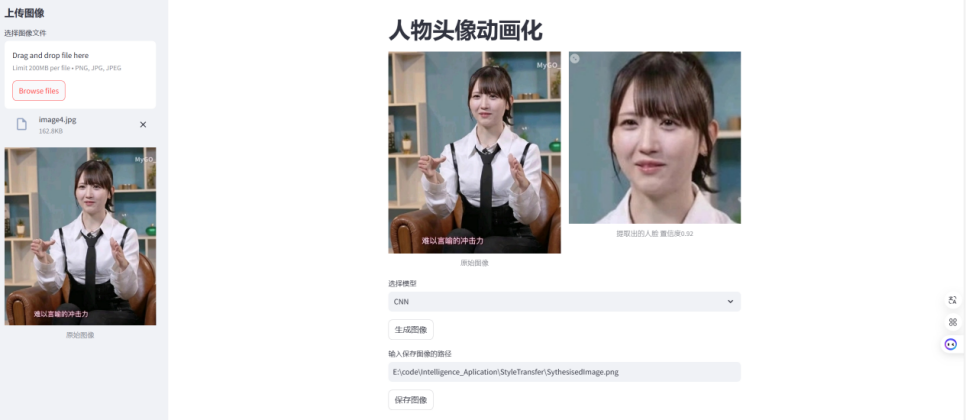 上传图像
选择图像文件
Drag and drop file here
Limit 200MB per file • PNG, JPG, JPEG
Browse files
image4.jpg
162.8KB
MyGO
难以言喻的冲击力
原始图像
人物头像动画化
MyGO
难以言喻的冲击力
原始图像
提取出的人脸 置信度0.92
选择模型
CNN
生成图像
输入保存图像的路径
E:\code\Intelligence_Aplication\StyleTransfer\SythesisedImage.png
保存图像